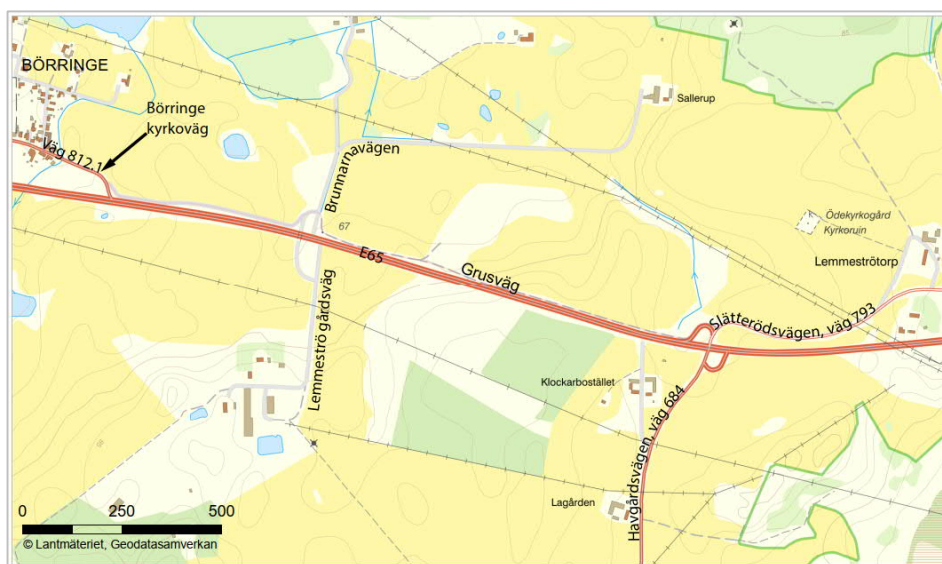 BÖRRINGE
Börringe
kyrkoväg
Väg 812.1
Sallerup
Brunnarnavägen
67
E65
Grusväg
Ödekyrkogård
Kyrkoruin
Lemmeströtorp
Slätterödsvägen, väg 793
Lemmeströ gårdsväg
Klockarbostället
Havgårdsvägen, väg 684
Lagården
0 250 500
© Lantmäteriet, Geodatasamverkan